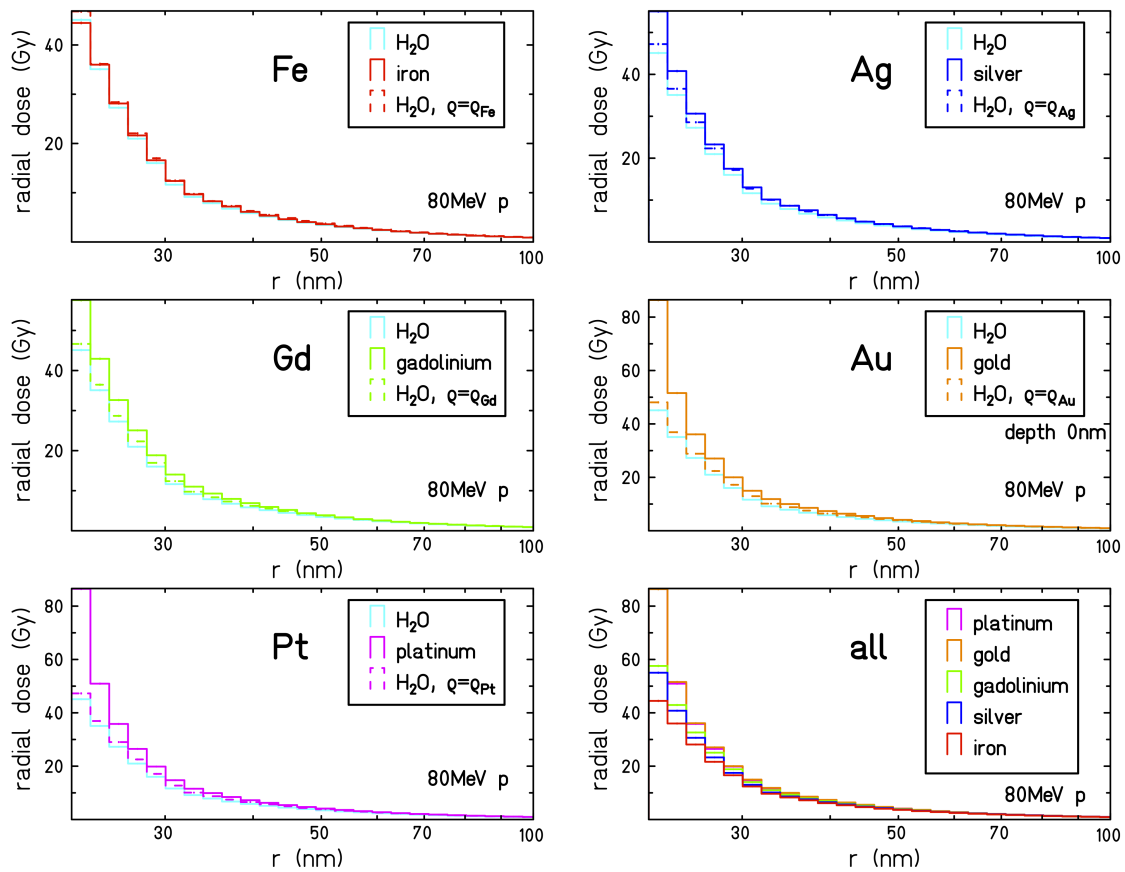 Fe
H₂O
iron
H₂O, ϱ=ϱFe
80MeV p
radial dose (Gy)
40
20
30
50
70
100
r (nm)
Ag
H₂O
silver
H₂O, ϱ=ϱAg
80MeV p
radial dose (Gy)
40
20
30
50
70
100
r (nm)
Gd
H₂O
gadolinium
H₂O, ϱ=ϱGd
80MeV p
radial dose (Gy)
40
20
30
50
70
100
r (nm)
Au
H₂O
gold
H₂O, ϱ=ϱAu
depth 0nm
80MeV p
radial dose (Gy)
80
60
40
20
30
50
70
100
r (nm)
Pt
H₂O
platinum
H₂O, ϱ=ϱPt
80MeV p
radial dose (Gy)
80
60
40
20
30
50
70
100
r (nm)
all
platinum
gold
gadolinium
silver
iron
80MeV p
radial dose (Gy)
80
60
40
20
30
50
70
100
r (nm)